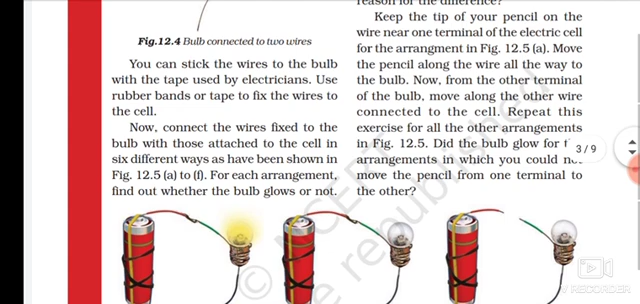 reason for the difference?
Fig.12.4 Bulb connected to two wires
You can stick the wires to the bulb
with the tape used by electricians. Use
rubber bands or tape to fix the wires to
the cell.
Now, connect the wires fixed to the
bulb with those attached to the cell in
six different ways as have been shown in
Fig. 12.5 (a) to (f). For each arrangement,
find out whether the bulb glows or not.
Keep the tip of your pencil on the
wire near one terminal of the electric cell
for the arrangment in Fig. 12.5 (a). Move
the pencil along the wire all the way to
the bulb. Now, from the other terminal
of the bulb, move along the other wire
connected to the cell. Repeat this
exercise for all the other arrangements
in Fig. 12.5. Did the bulb glow for
arrangements in which you could
move the pencil from one terminal to
the other?
3/9
© NCERT
republished
RECORDER